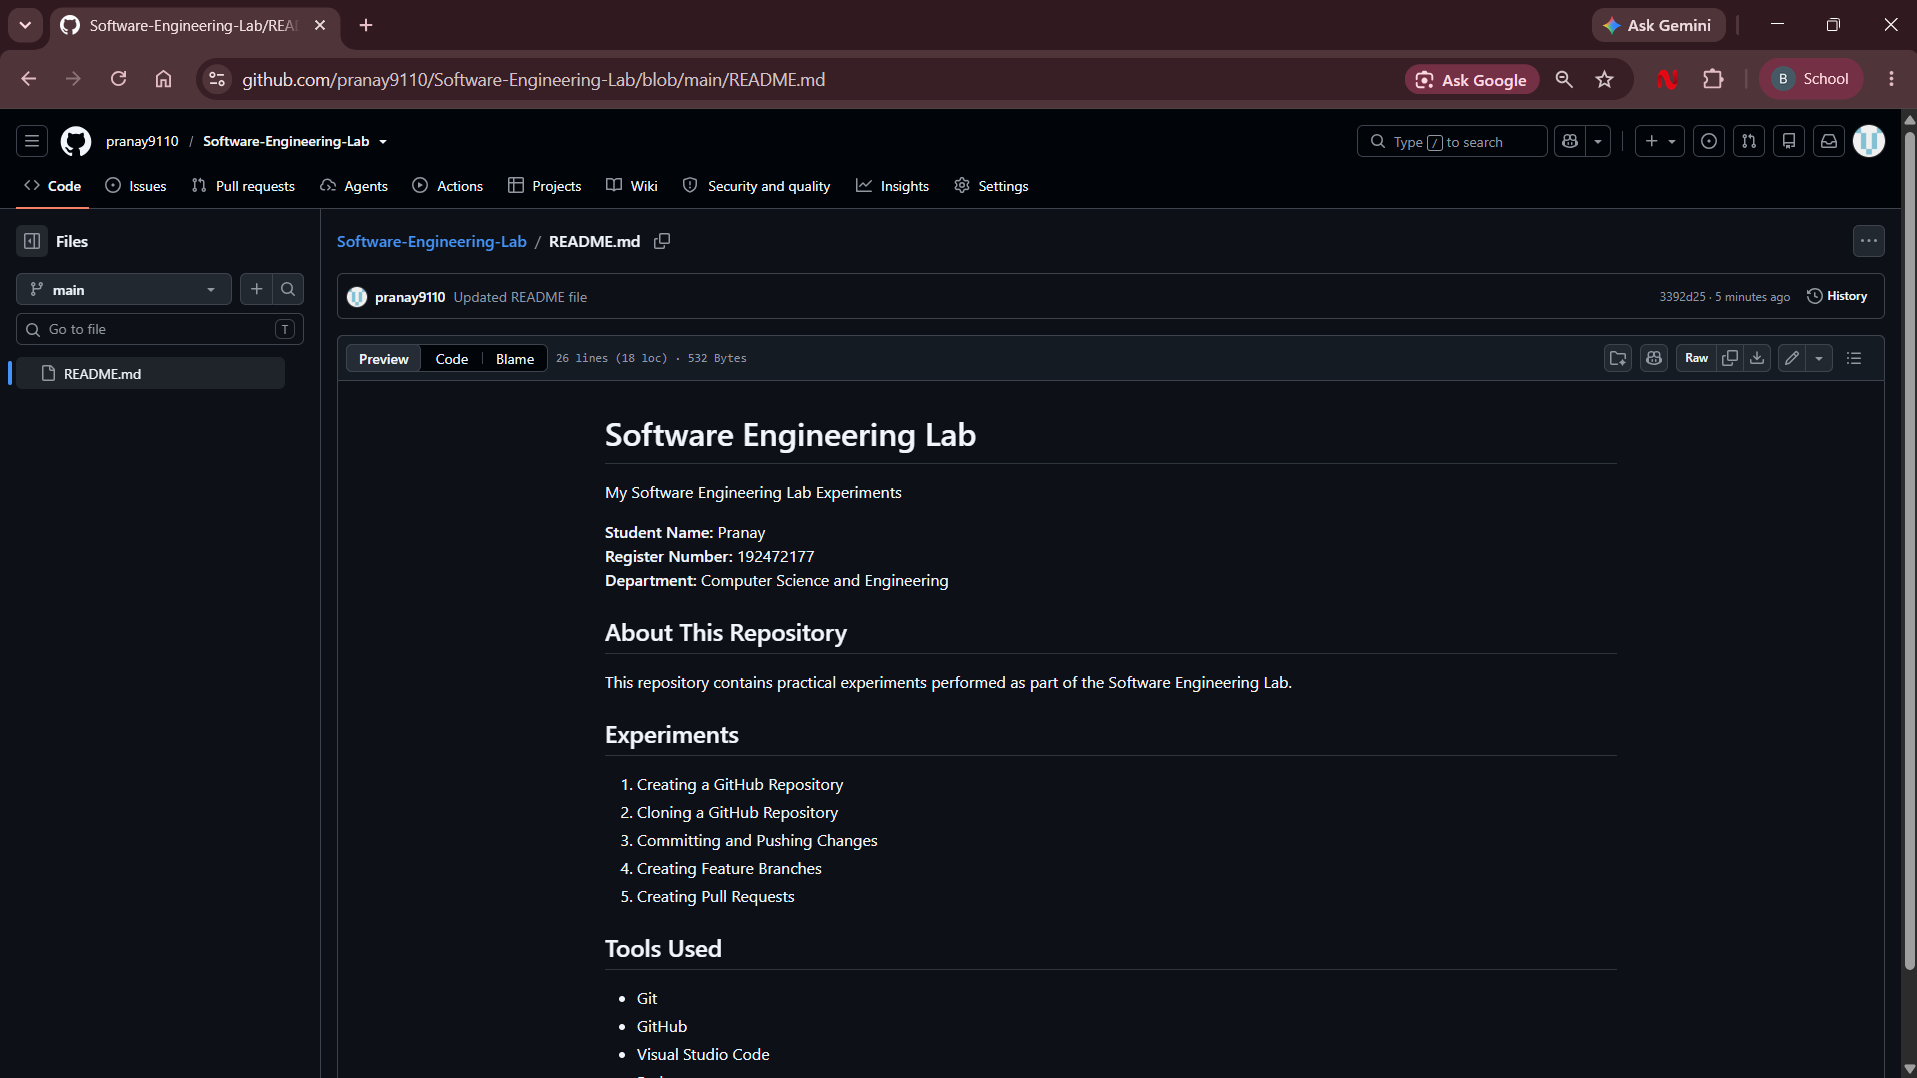 Software-Engineering-Lab/REA
Ask Gemini
github.com/pranay9110/Software-Engineering-Lab/blob/main/README.md
Ask Google
B School
pranay9110 / Software-Engineering-Lab
Type / to search
Code Issues Pull requests Agents Actions Projects Wiki Security and quality Insights Settings
Files
Software-Engineering-Lab / README.md
main
pranay9110 Updated README file
3392d25 · 5 minutes ago
History
Go to file T
Preview Code Blame 26 lines (18 loc) · 532 Bytes
Raw
README.md
Software Engineering Lab
My Software Engineering Lab Experiments
Student Name: Pranay
Register Number: 192472177
Department: Computer Science and Engineering
About This Repository
This repository contains practical experiments performed as part of the Software Engineering Lab.
Experiments
1. Creating a GitHub Repository
2. Cloning a GitHub Repository
3. Committing and Pushing Changes
4. Creating Feature Branches
5. Creating Pull Requests
Tools Used
• Git
• GitHub
• Visual Studio Code